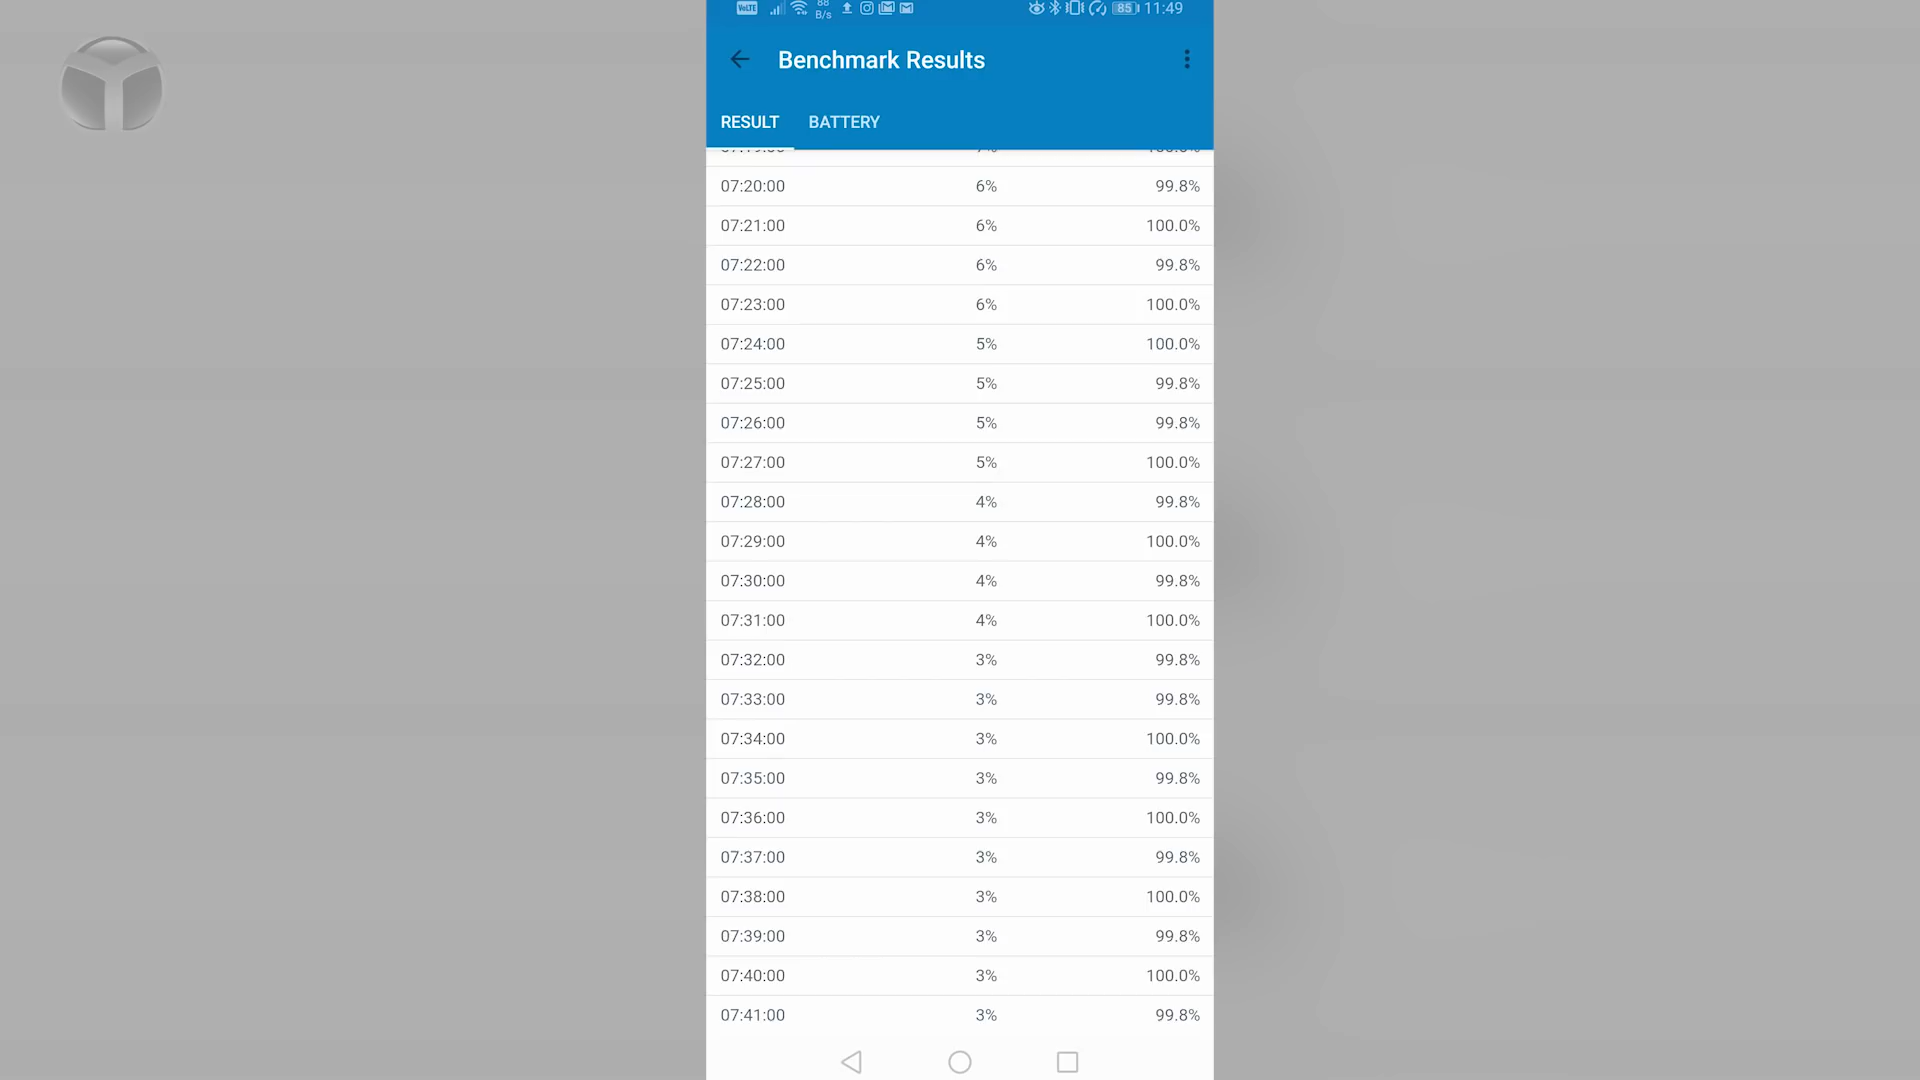 VoLTE 88 B/s 85 11:49
Benchmark Results
RESULT BATTERY
07:20:00 6% 99.8%
07:21:00 6% 100.0%
07:22:00 6% 99.8%
07:23:00 6% 100.0%
07:24:00 5% 100.0%
07:25:00 5% 99.8%
07:26:00 5% 99.8%
07:27:00 5% 100.0%
07:28:00 4% 99.8%
07:29:00 4% 100.0%
07:30:00 4% 99.8%
07:31:00 4% 100.0%
07:32:00 3% 99.8%
07:33:00 3% 99.8%
07:34:00 3% 100.0%
07:35:00 3% 99.8%
07:36:00 3% 100.0%
07:37:00 3% 99.8%
07:38:00 3% 100.0%
07:39:00 3% 99.8%
07:40:00 3% 100.0%
07:41:00 3% 99.8%